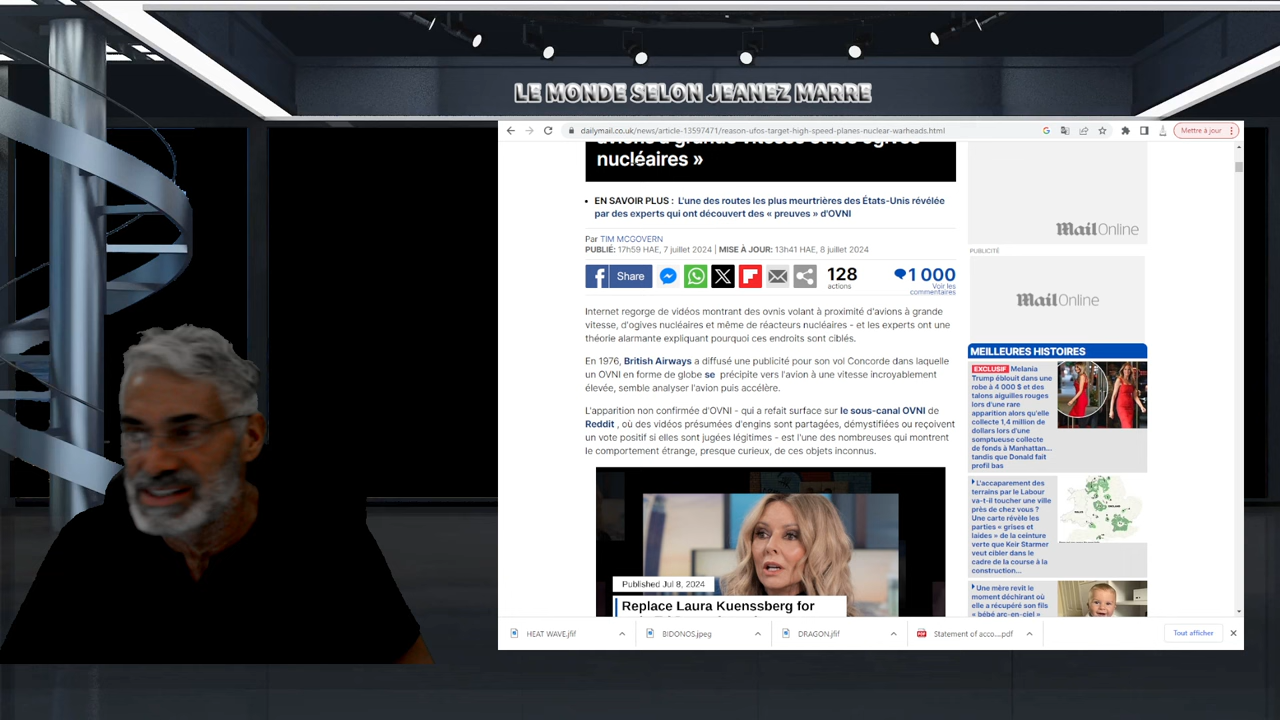 LE MONDE SELON JEANEZ MARRE
dailymail.co.uk/news/article-13597471/reason-ufos-target-high-speed-planes-nuclear-warheads.html
Mettre à jour
nucléaires »
EN SAVOIR PLUS : L'une des routes les plus meurtrières des États-Unis révélée
par des experts qui ont découvert des « preuves » d'OVNI
Par TIM MCGOVERN
PUBLIÉ: 17h59 HAE, 7 juillet 2024 | MISE À JOUR: 13h41 HAE, 8 juillet 2024
Share
128
actions
1 000
Voir les
commentaires
Internet regorge de vidéos montrant des ovnis volant à proximité d'avions à grande
vitesse, d'ogives nucléaires et même de réacteurs nucléaires - et les experts ont une
théorie alarmante expliquant pourquoi ces endroits sont ciblés.
En 1976, British Airways a diffusé une publicité pour son vol Concorde dans laquelle
un OVNI en forme de globe se précipite vers l'avion à une vitesse incroyablement
élevée, semble analyser l'avion puis accélère.
L'apparition non confirmée d'OVNI - qui a refait surface sur le sous-canal OVNI de
Reddit , où des vidéos présumées d'engins sont partagées, démystifiées ou reçoivent
un vote positif si elles sont jugées légitimes - est l'une des nombreuses qui montrent
le comportement étrange, presque curieux, de ces objets inconnus.
Published Jul 8, 2024
Replace Laura Kuenssberg for
MailOnline
PUBLICITÉ
MailOnline
MEILLEURES HISTOIRES
EXCLUSIF Melania
Trump éblouit dans une
robe à 4 000 $ et des
talons aiguilles rouges
lors d'une rare
apparition alors qu'elle
collecte 1,4 million de
dollars lors d'une
somptueuse collecte
de fonds à Manhattan...
tandis que Donald fait
profil bas
L'accaparement des
terrains par le Labour
va-t-il toucher une ville
près de chez vous ?
Une carte révèle les
parties « grises et
laides » de la ceinture
verte que Keir Starmer
veut cibler dans le
cadre de la course à la
construction...
Une mère revit le
moment déchirant où
elle a récupéré son fils
« bébé arc-en-ciel »
HEAT WAVE.jfif
BIDONOS.jpeg
DRAGON.jfif
Statement of acco....pdf
Tout afficher